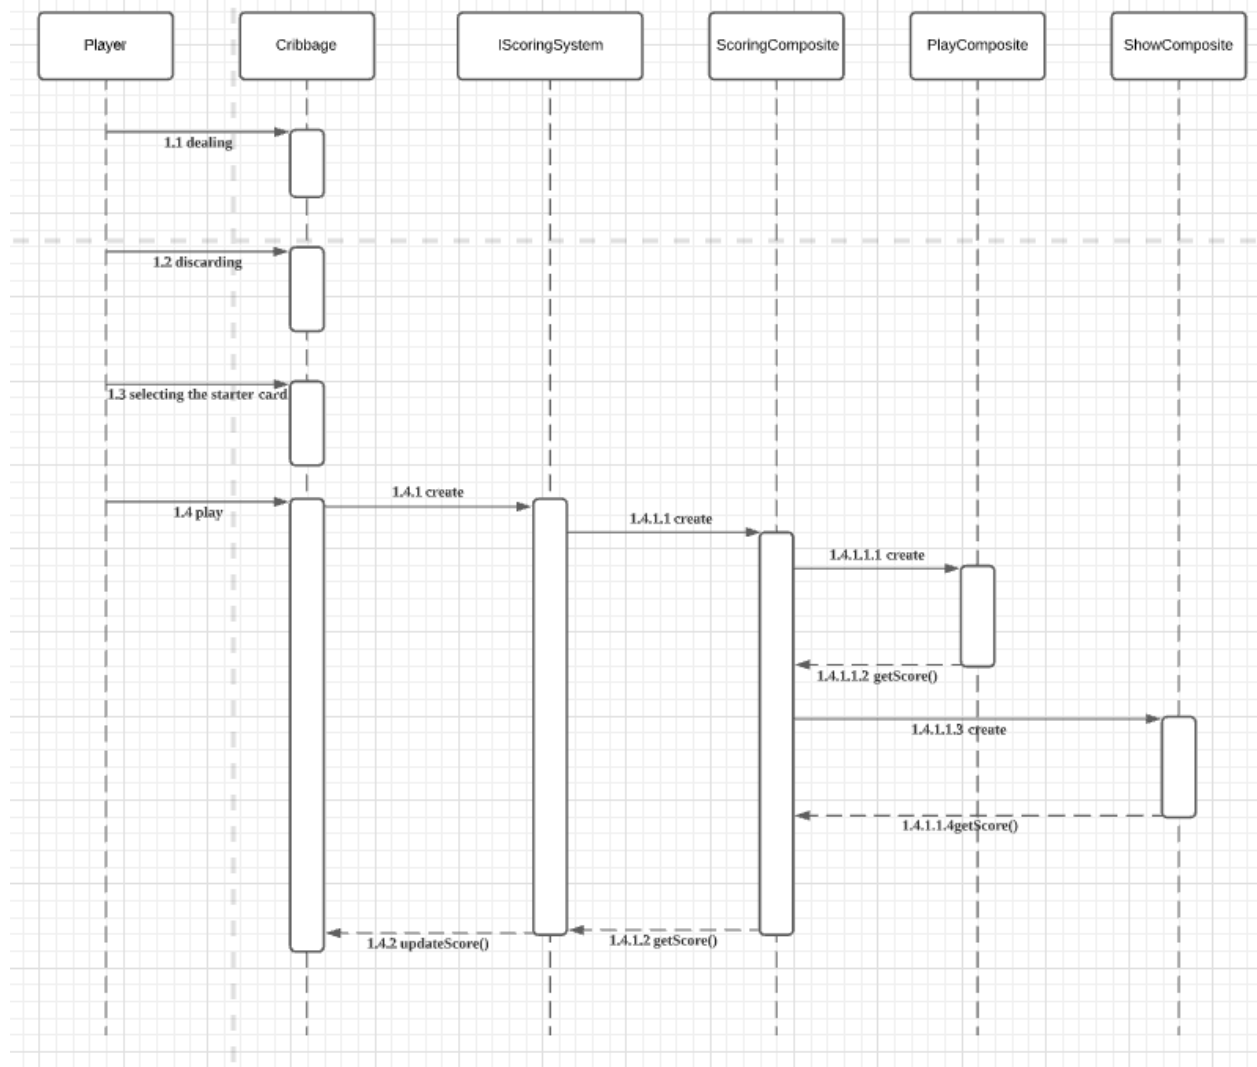 Player
Cribbage
IScoringSystem
ScoringComposite
PlayComposite
ShowComposite
1.1 dealing
1.2 discarding
1.3 selecting the starter card
1.4 play
1.4.1 create
1.4.1.1 create
1.4.1.1.1 create
1.4.1.1.2 getScore()
1.4.1.1.3 create
1.4.1.1.4getScore()
1.4.2 updateScore()
1.4.1.2 getScore()